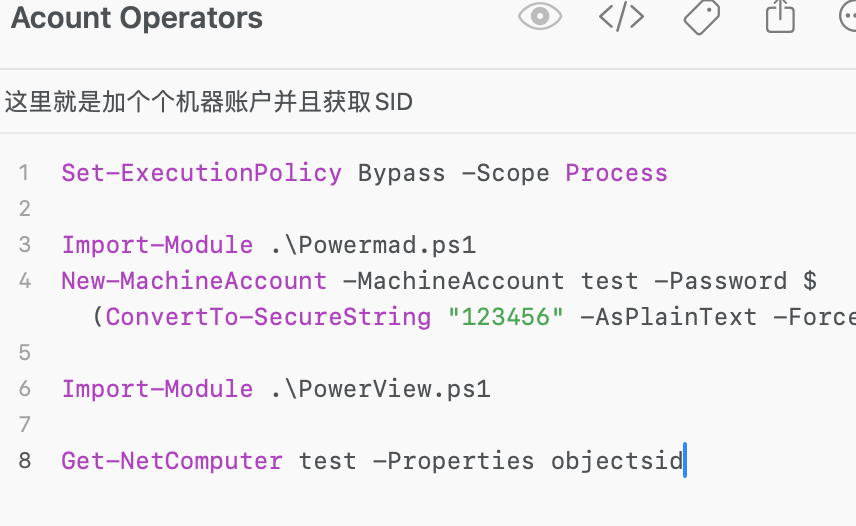 Acount Operators
这里就是加个个机器账户并且获取SID
1 Set-ExecutionPolicy Bypass -Scope Process
2
3 Import-Module .\Powermad.ps1
4 New-MachineAccount -MachineAccount test -Password $
(ConvertTo-SecureString "123456" -AsPlainText -Force
5
6 Import-Module .\PowerView.ps1
7
8 Get-NetComputer test -Properties objectsid